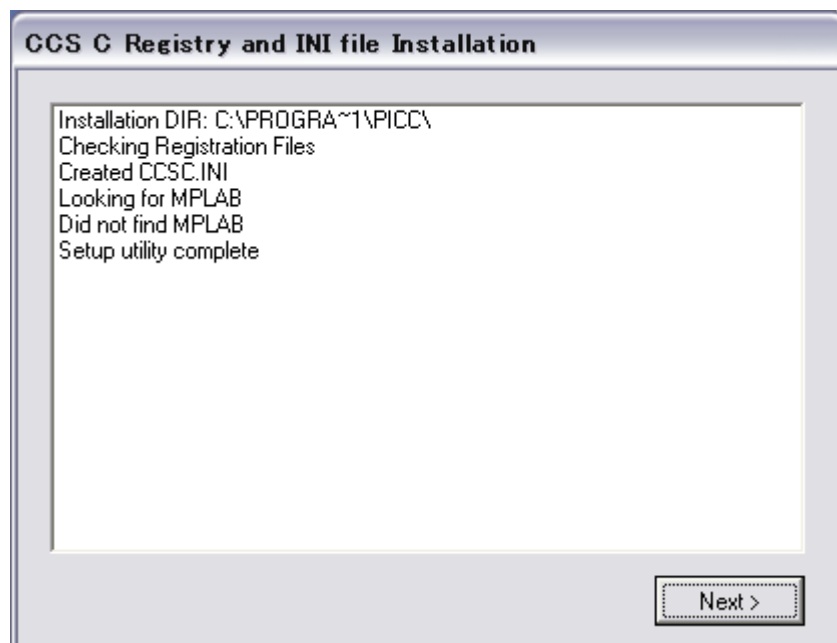 CCS C Registry and INI file Installation
Installation DIR: C:\PROGRA~1\PICC\
Checking Registration Files
Created CCSC.INI
Looking for MPLAB
Did not find MPLAB
Setup utility complete
Next >